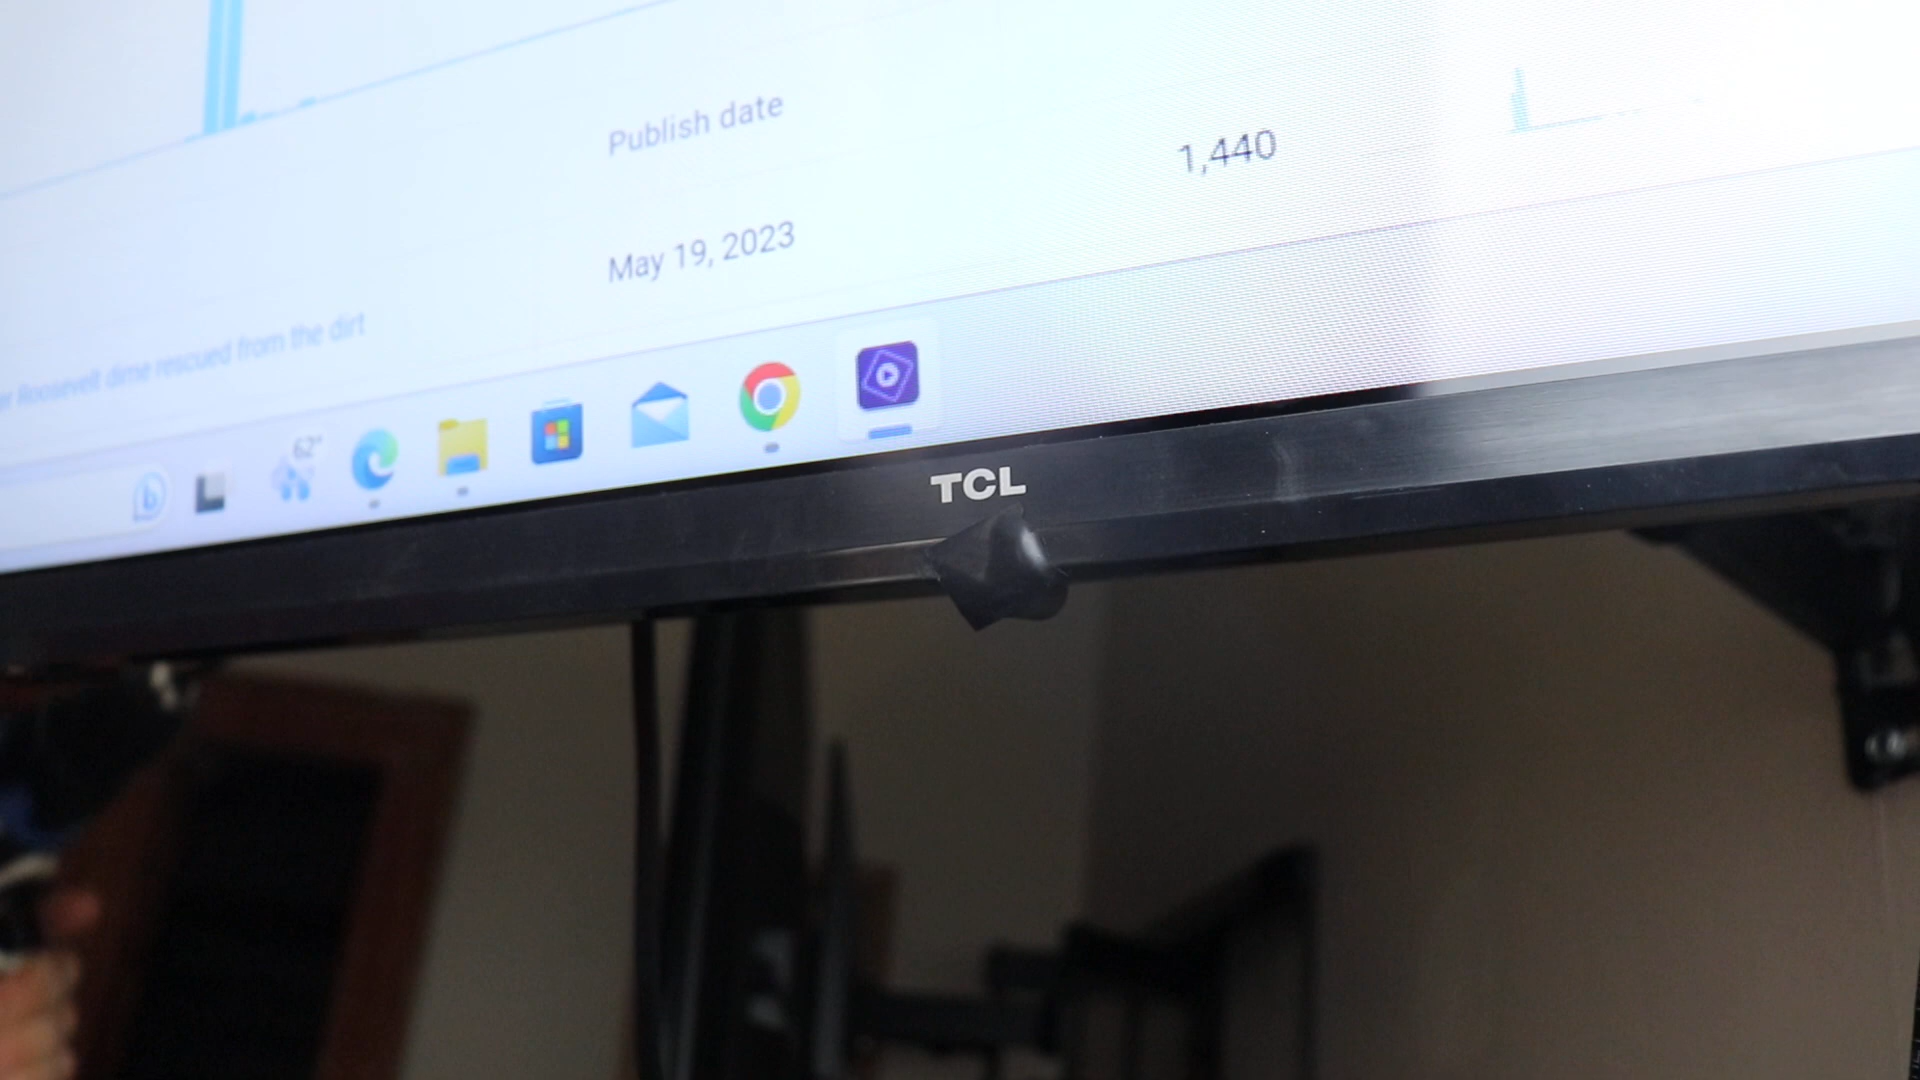 Publish date
1,440
May 19, 2023
Roosevelt dime rescued from the dirt
62°
b
TCL